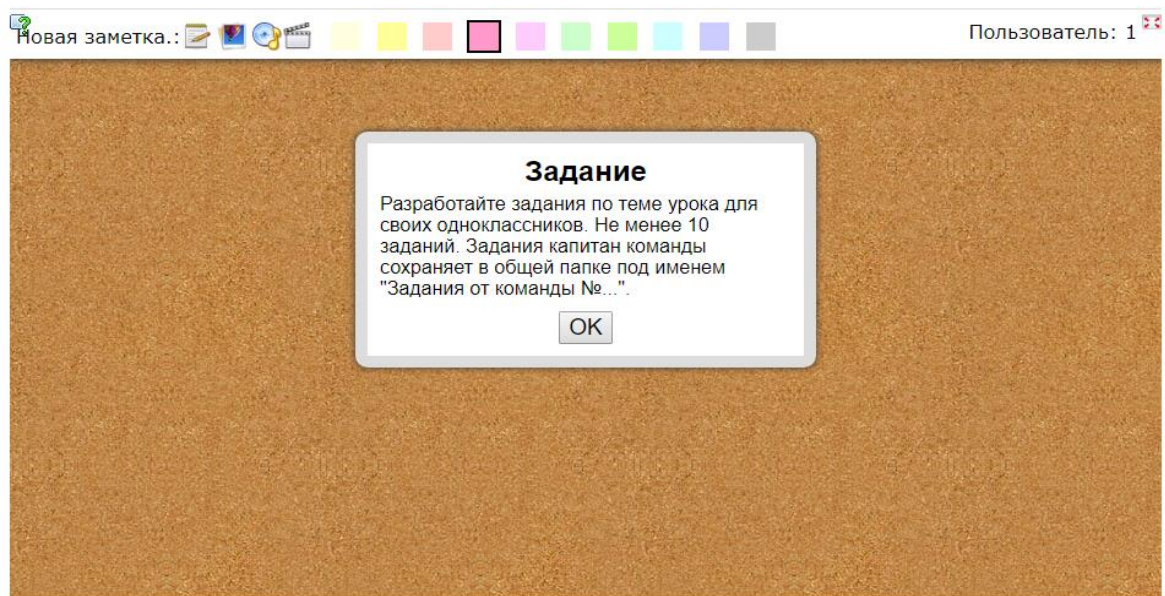 Новая заметка.:
Пользователь: 1
Задание
Разработайте задания по теме урока для
своих одноклассников. Не менее 10
заданий. Задания капитан команды
сохраняет в общей папке под именем
"Задания от команды №...".
OK